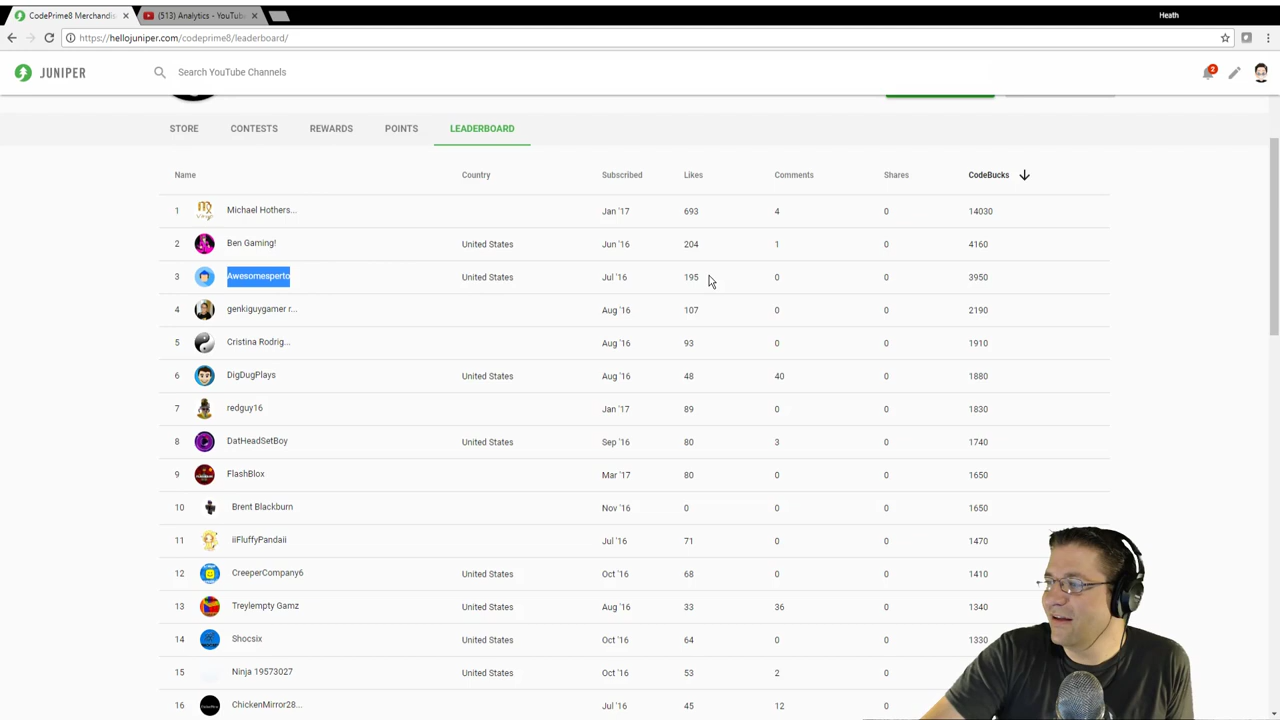 CodePrime8 Merchandis
(513) Analytics - YouTub
Heath
https://hellojuniper.com/codeprime8/leaderboard/
JUNIPER
Search YouTube Channels
2
STORE CONTESTS REWARDS POINTS LEADERBOARD
Name Country Subscribed Likes Comments Shares CodeBucks
1 Michael Hothers... Jan '17 693 4 0 14030
2 Ben Gaming! United States Jun '16 204 1 0 4160
3 Awesomesperto United States Jul '16 195 0 0 3950
4 genkiguygamer r... Aug '16 107 0 0 2190
5 Cristina Rodrig... Aug '16 93 0 0 1910
6 DigDugPlays United States Aug '16 48 40 0 1880
7 redguy16 Jan '17 89 0 0 1830
8 DatHeadSetBoy United States Sep '16 80 3 0 1740
9 FlashBlox Mar '17 80 0 0 1650
10 Brent Blackburn Nov '16 0 0 0 1650
11 iiFluffyPandaii Jul '16 71 0 0 1470
12 CreeperCompany6 United States Oct '16 68 0 0 1410
13 Treylempty Gamz United States Aug '16 33 36 0 1340
14 Shocsix United States Oct '16 64 0 0 1330
15 Ninja 19573027 United States Oct '16 53 2 0
16 ChickenMirror28... Jul '16 45 12 0